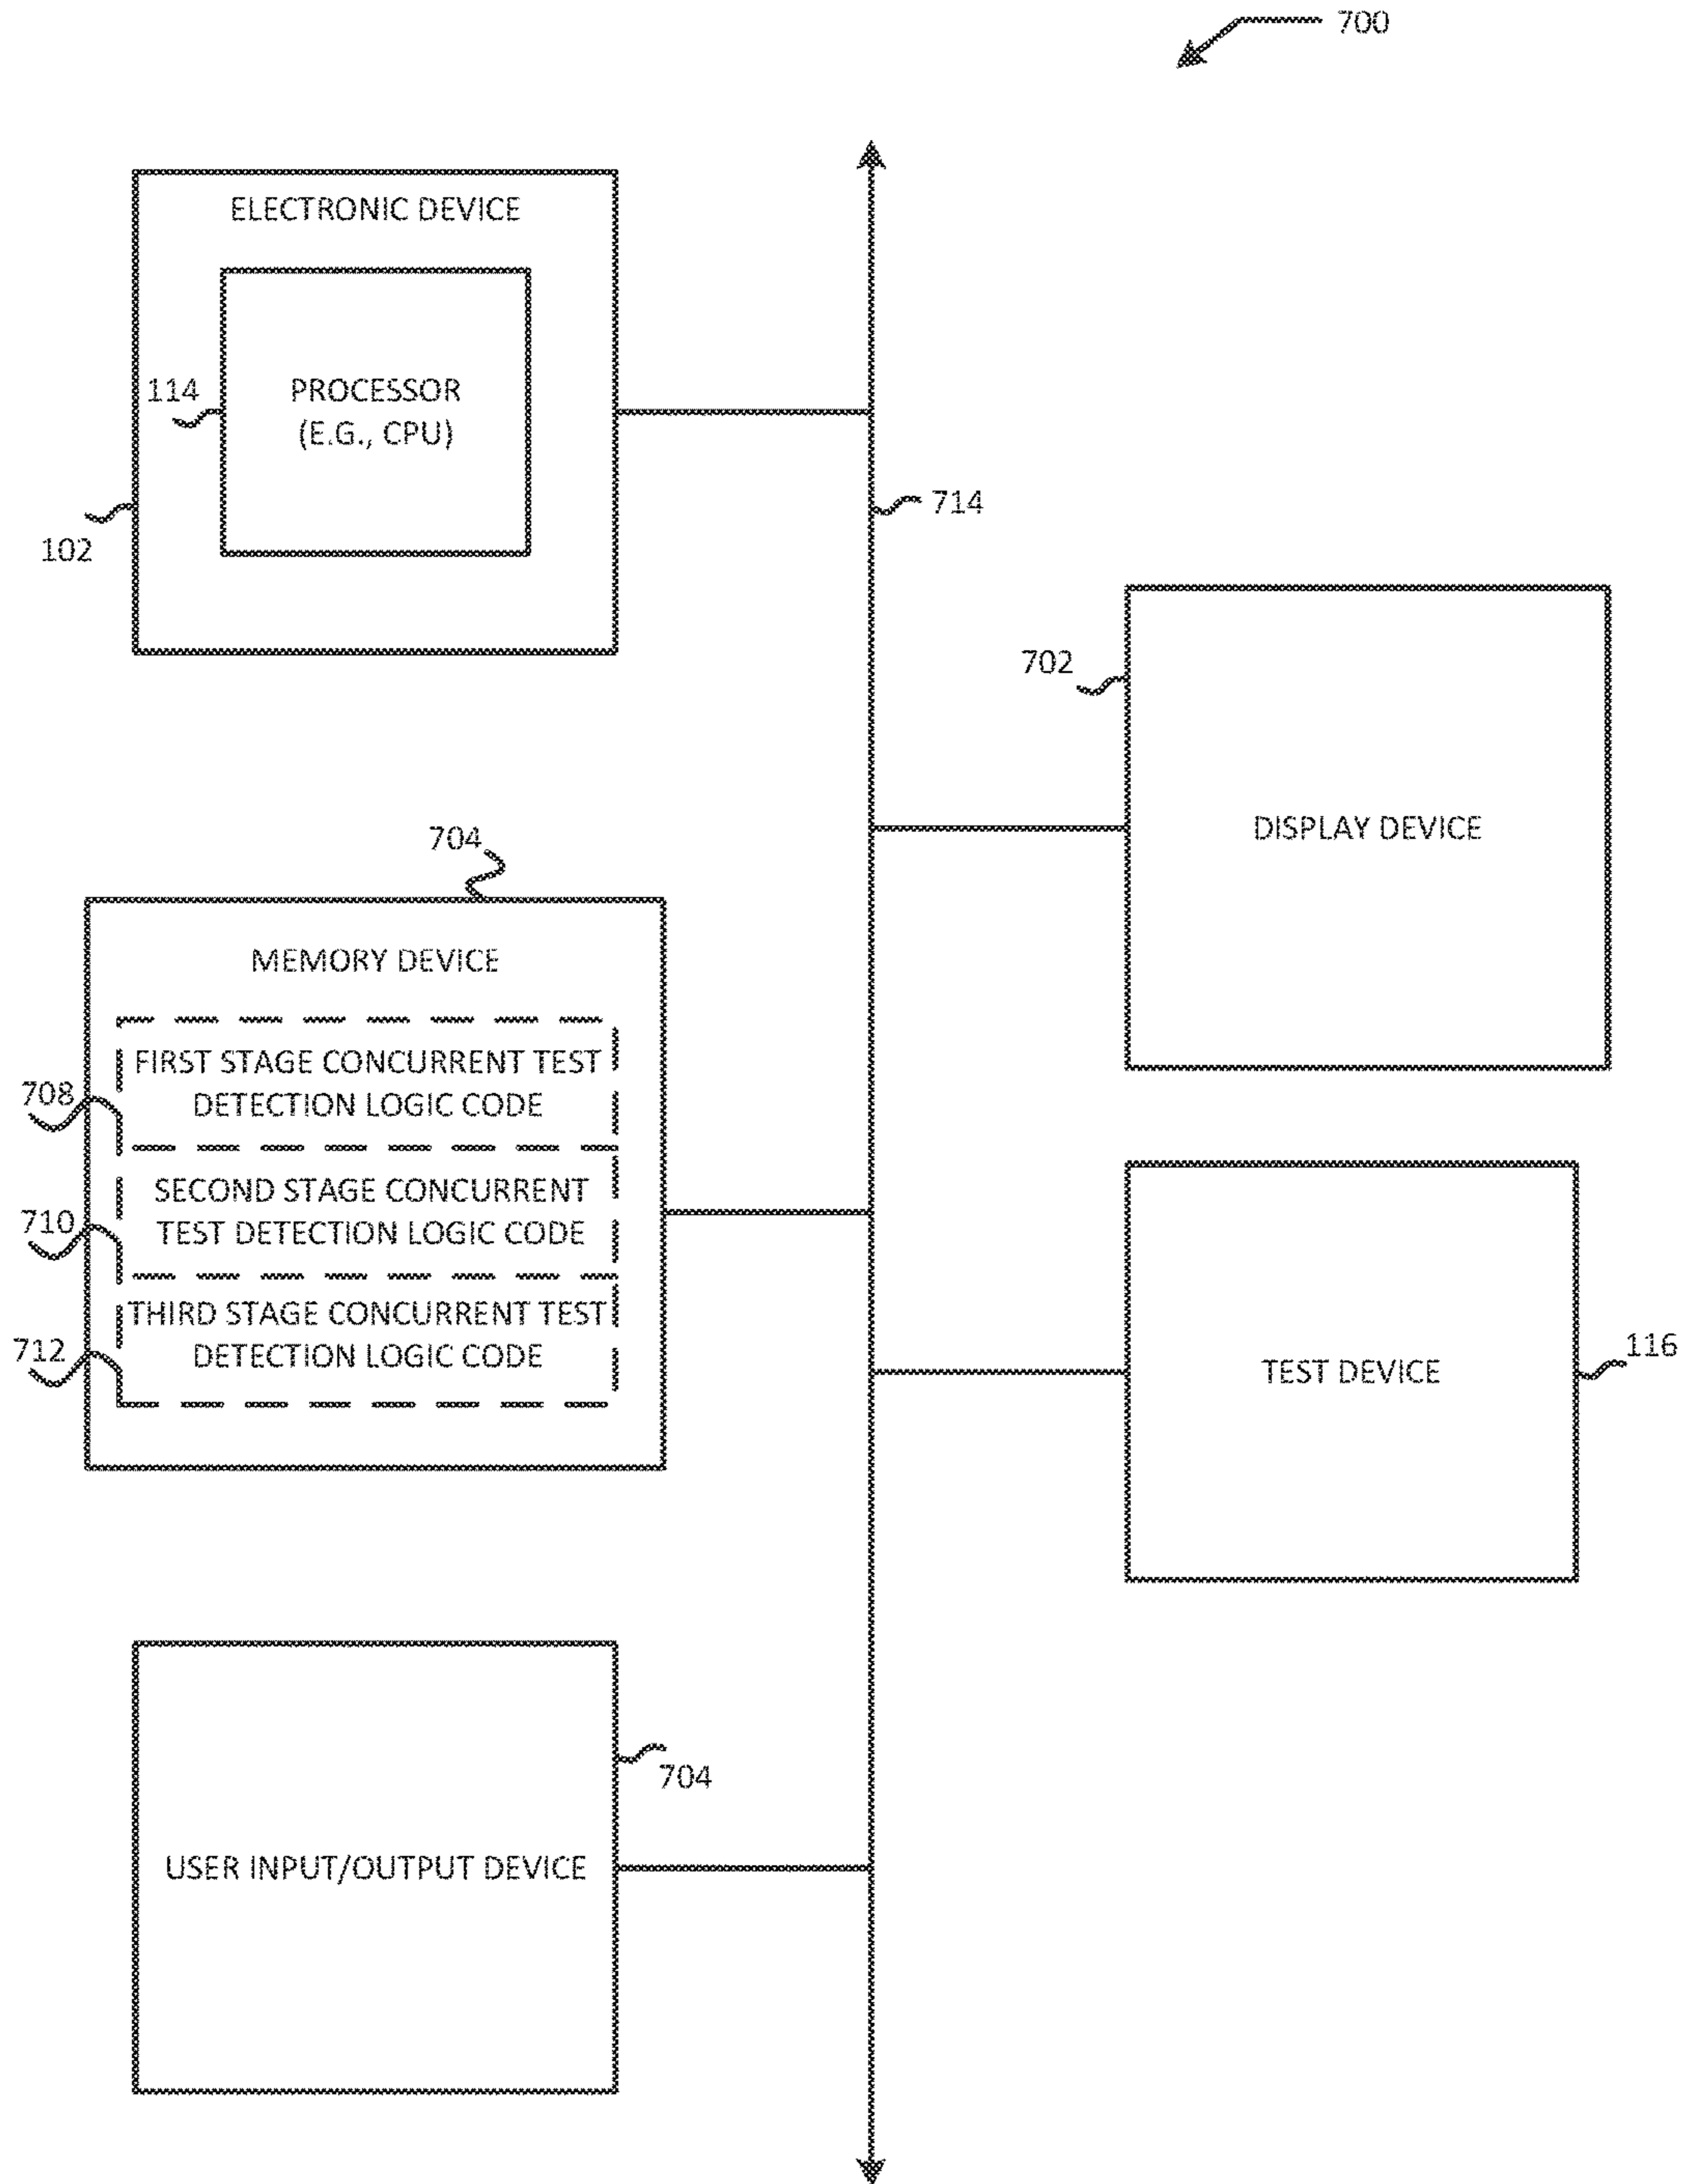 700
ELECTRONIC DEVICE
114
PROCESSOR
(E.G., CPU)
714
102
702
DISPLAY DEVICE
704
MEMORY DEVICE
FIRST STAGE CONCURRENT TEST
DETECTION LOGIC CODE
708
SECOND STAGE CONCURRENT
TEST DETECTION LOGIC CODE
710
THIRD STAGE CONCURRENT TEST
DETECTION LOGIC CODE
712
TEST DEVICE
116
704
USER INPUT/OUTPUT DEVICE